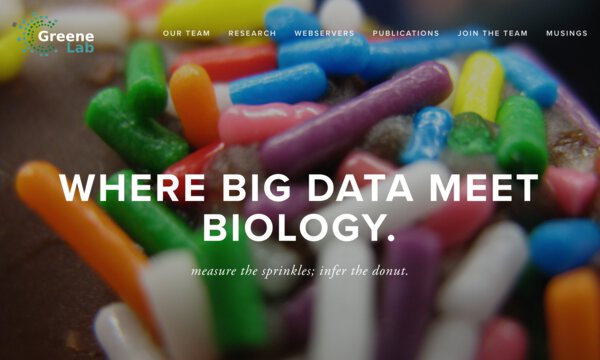 Greene
Lab
OUR TEAM RESEARCH WEBSERVERS PUBLICATIONS JOIN THE TEAM MUSINGS
WHERE BIG DATA MEET
BIOLOGY.
measure the sprinkles; infer the donut.